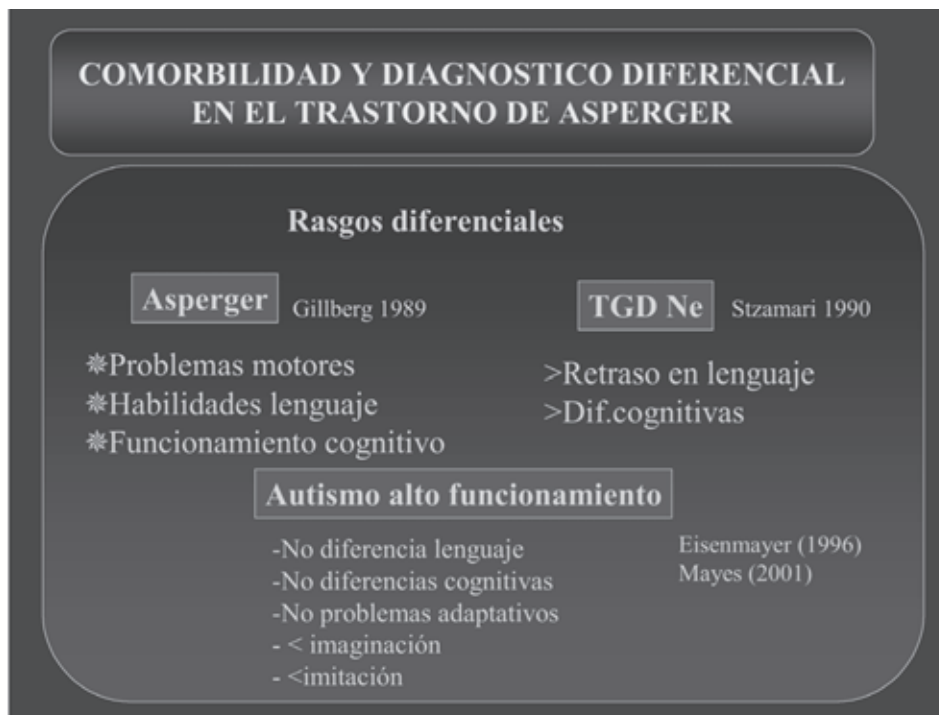 COMORBILIDAD Y DIAGNOSTICO DIFERENCIAL
EN EL TRASTORNO DE ASPERGER
Rasgos diferenciales
Asperger Gillberg 1989
✵Problemas motores
✵Habilidades lenguaje
✵Funcionamiento cognitivo
TGD Ne Stzamari 1990
>Retraso en lenguaje
>Dif.cognitivas
Autismo alto funcionamiento
-No diferencia lenguaje
-No diferencias cognitivas
-No problemas adaptativos
- < imaginación
- <imitación
Eisenmayer (1996)
Mayes (2001)